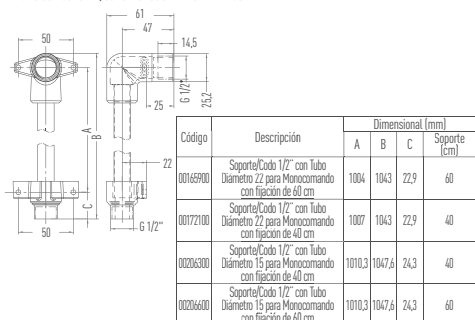 61
47
50
14,5
G 1/2"
25,2
25
A
B
22
C
G 1/2"
50
Código
Descripción
Dimensional (mm)
A
B
C
Soporte
(cm)
00165900
Soporte/Codo 1/2" con Tubo
Diámetro 22 para Monocomando
con fijación de 60 cm
1004
1043
22,9
60
00172100
Soporte/Codo 1/2" con Tubo
Diámetro 22 para Monocomando
con fijación de 40 cm
1007
1043
22,9
40
00206300
Soporte/Codo 1/2" con Tubo
Diámetro 15 para Monocomando
con fijación de 40 cm
1010,3
1047,6
24,3
40
00206600
Soporte/Codo 1/2" con Tubo
Diámetro 15 para Monocomando
con fijación de 60 cm
1010,3
1047,6
24,3
60